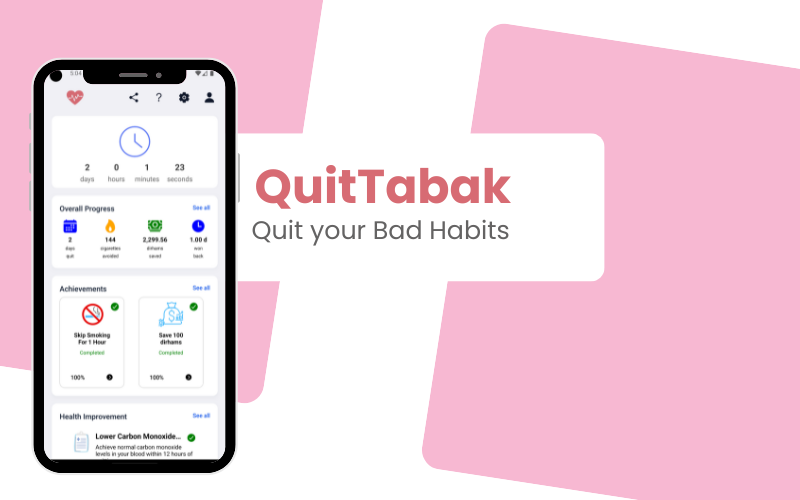 5:04
?
2 0 1 23
days hours minutes seconds
Overall Progress See all
2 144 2,299.56 1.00 d
days cigarettes dirhams won
quit avoided saved back
Achievements See all
Skip Smoking
For 1 Hour
Completed
100%
Save 100
dirhams
Completed
100%
Health Improvement See all
Lower Carbon Monoxide...
Achieve normal carbon monoxide
levels in your blood within 12 hours of
QuitTabak
Quit your Bad Habits